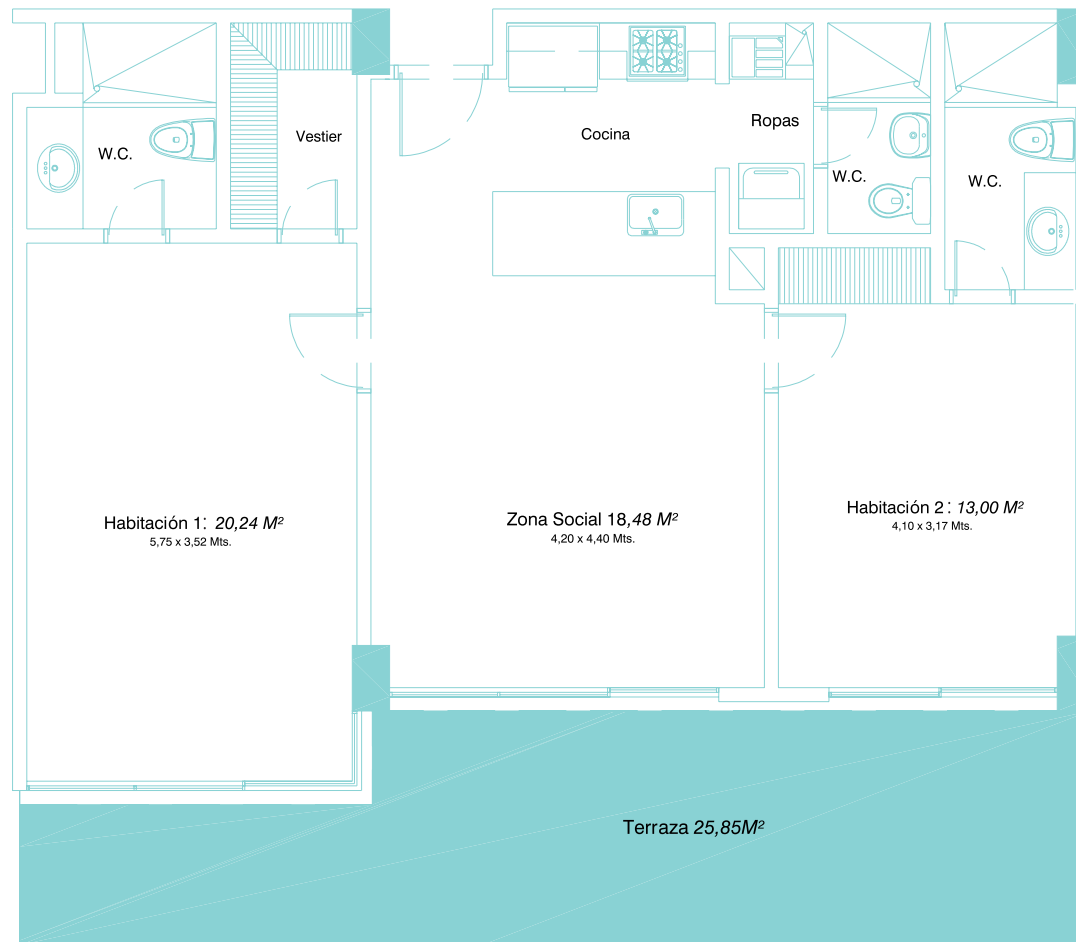 Ropas
Cocina
Vestier
W.C.
W.C.
W.C.
Habitación 1: 20,24 M²
5,75 x 3,52 Mts.
Zona Social 18,48 M²
4,20 x 4,40 Mts.
Habitación 2 : 13,00 M²
4,10 x 3,17 Mts.
Terraza 25,85M²